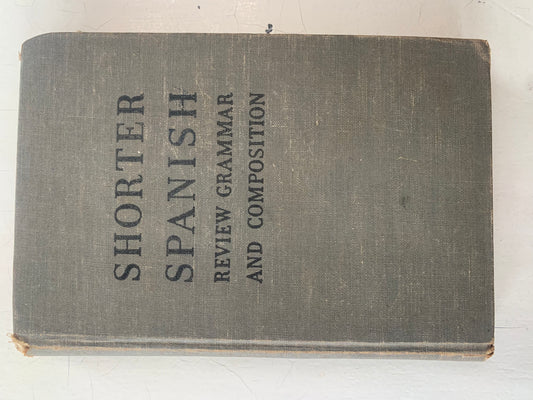 SHORTER
SPANISH
REVIEW GRAMMAR
AND COMPOSITION